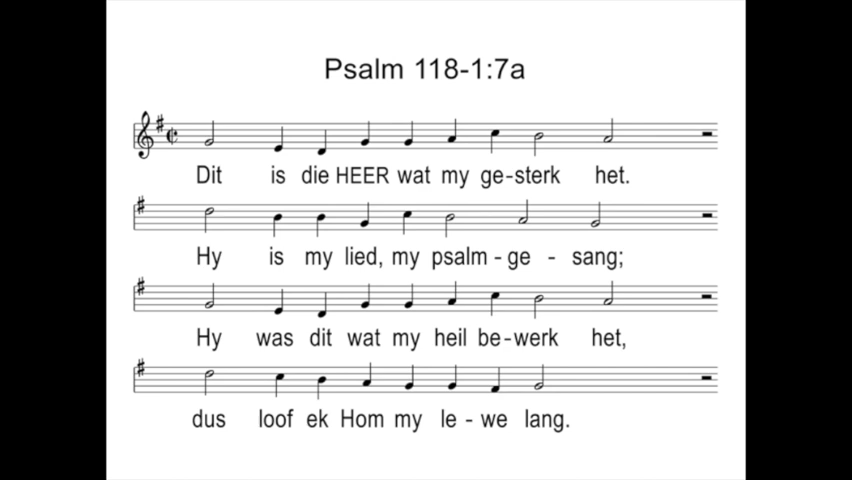 Psalm 118-1:7a
Dit is die HEER wat my ge-sterk het.
Hy is my lied, my psalm-ge-sang;
Hy was dit wat my heil be-werk het,
dus loof ek Hom my le-we lang.